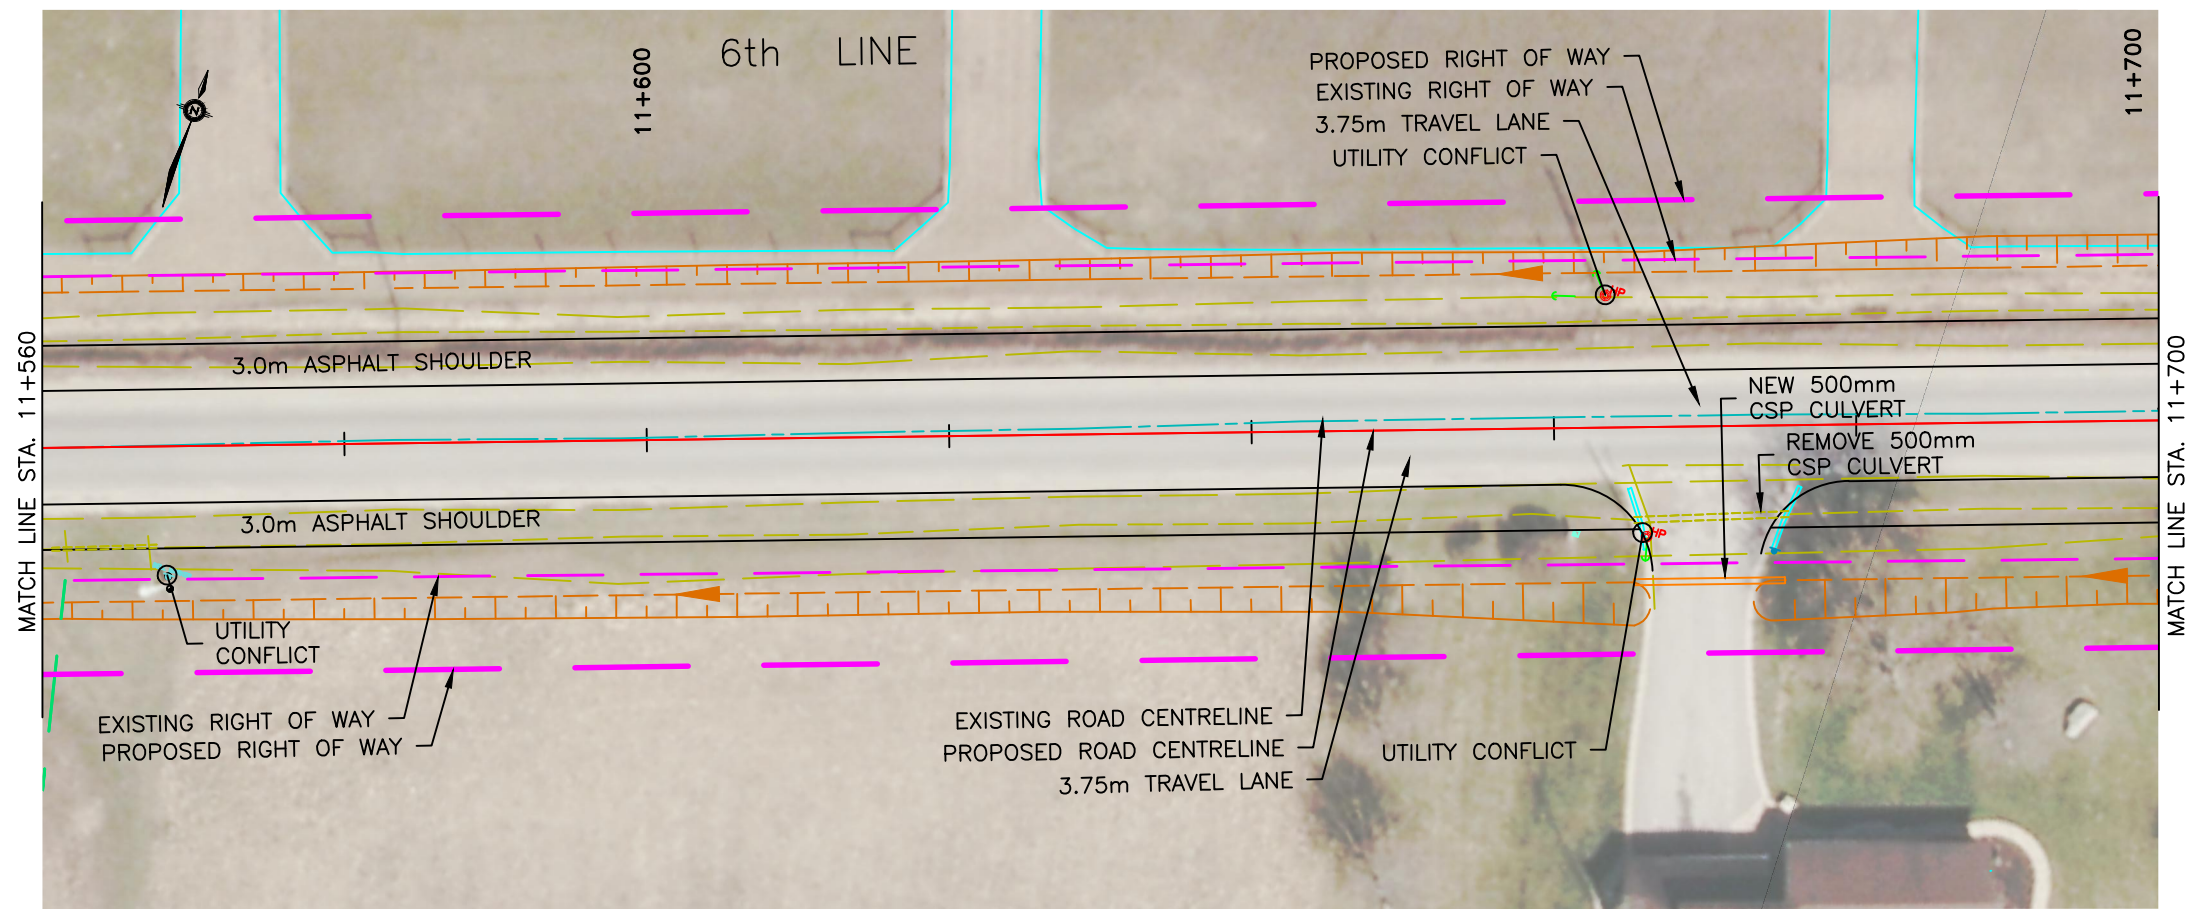 6th LINE
11+600
11+700
N
PROPOSED RIGHT OF WAY
EXISTING RIGHT OF WAY
3.75m TRAVEL LANE
UTILITY CONFLICT
HP
MATCH LINE STA. 11+560
3.0m ASPHALT SHOULDER
NEW 500mm
CSP CULVERT
REMOVE 500mm
CSP CULVERT
MATCH LINE STA. 11+700
3.0m ASPHALT SHOULDER
HP
UTILITY
CONFLICT
EXISTING RIGHT OF WAY
PROPOSED RIGHT OF WAY
EXISTING ROAD CENTRELINE
PROPOSED ROAD CENTRELINE
3.75m TRAVEL LANE
UTILITY CONFLICT